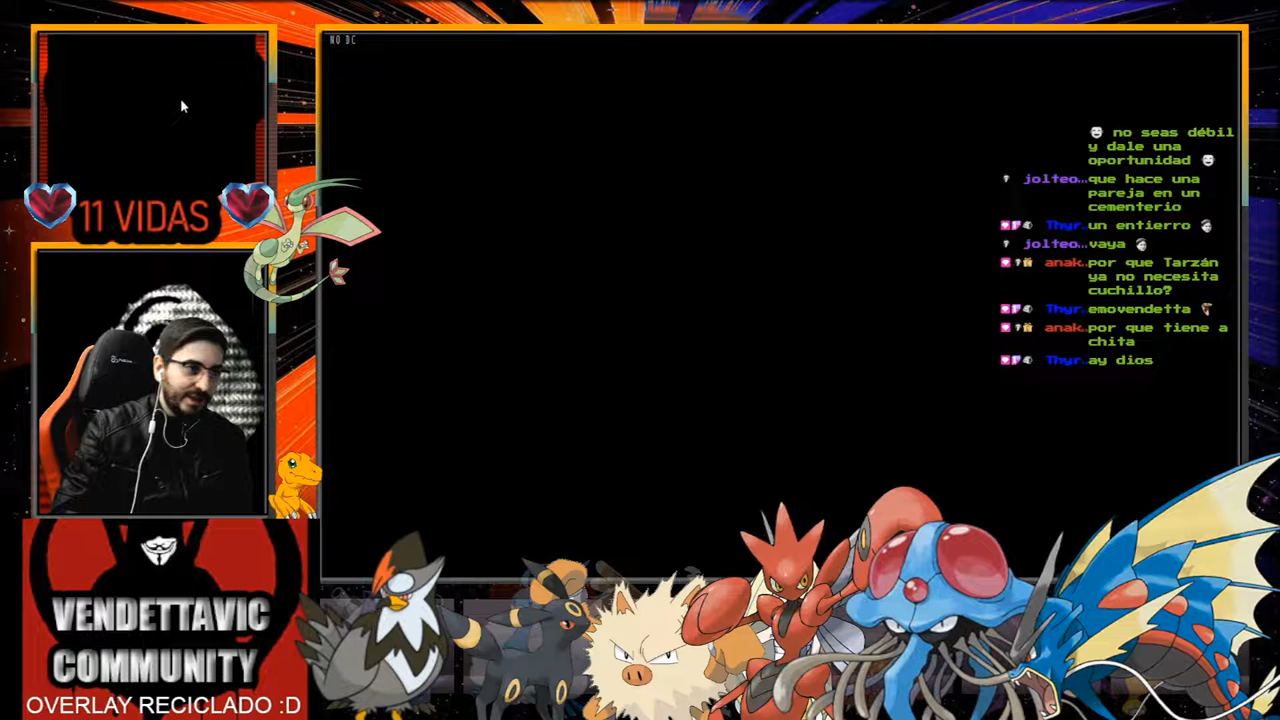 NO DC
11 VIDAS
no seas débil
y dale una
oportunidad
jolteo… que hace una
pareja en un
cementerio
Thyr… un entierro
jolteo… vaya
anak… por que Tarzán
ya no necesita
cuchillo?
Thyr… emovendetta
anak… por que tiene a
chita
Thyr… ay dios
VENDETTAVIC
COMMUNITY
OVERLAY RECICLADO :D